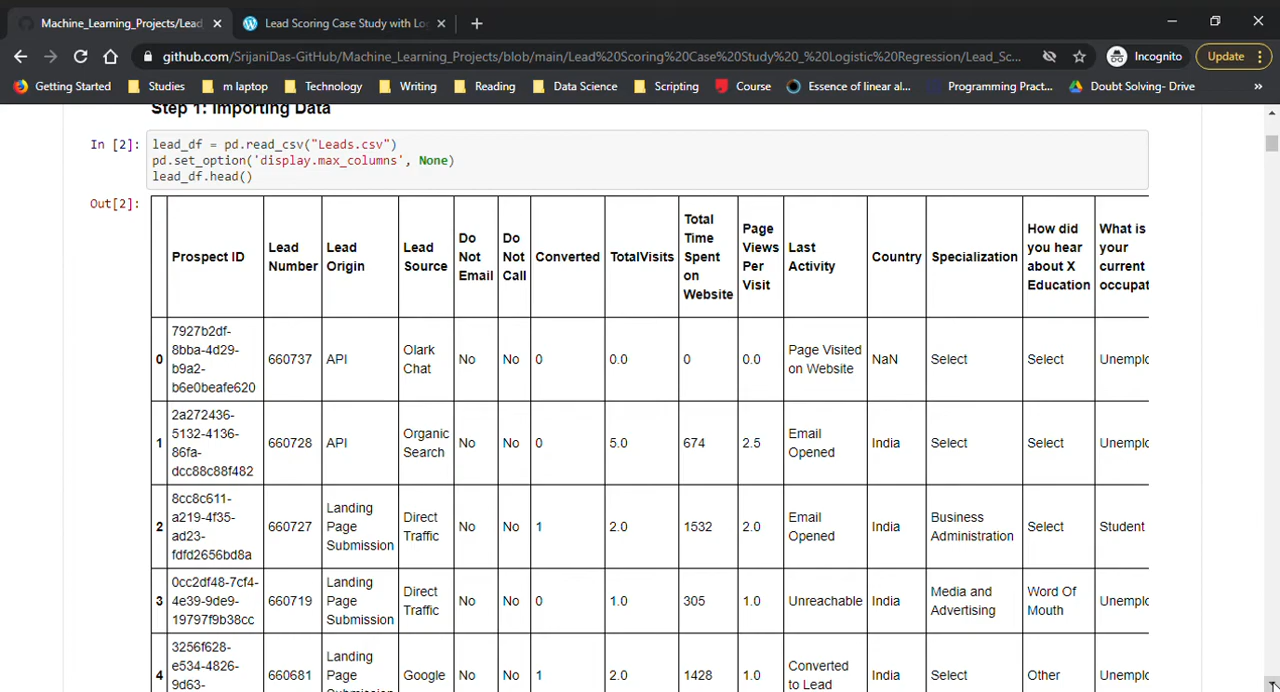 Machine_Learning_Projects/Lead
Lead Scoring Case Study with Lo
github.com/SrijaniDas-GitHub/Machine_Learning_Projects/blob/main/Lead%20Scoring%20Case%20Study%20_%20Logistic%20Regression/Lead_Sc...
Incognito
Update
Getting Started Studies m laptop Technology Writing Reading Data Science Scripting Course Essence of linear al... Programming Pract... Doubt Solving- Drive »
Step 1: Importing Data
In [2]: lead_df = pd.read_csv("Leads.csv")
pd.set_option('display.max_columns', None)
lead_df.head()
Out[2]:
Prospect ID Lead Number Lead Origin Lead Source Do Not Email Do Not Call Converted TotalVisits Total Time Spent on Website Page Views Per Visit Last Activity Country Specialization How did you hear about X Education What is your current occupat
0 7927b2df-8bba-4d29-b9a2-b6e0beafe620 660737 API Olark Chat No No 0 0.0 0 0.0 Page Visited on Website NaN Select Select Unemplo
1 2a272436-5132-4136-86fa-dcc88c88f482 660728 API Organic Search No No 0 5.0 674 2.5 Email Opened India Select Select Unemplo
2 8cc8c611-a219-4f35-ad23-fdfd2656bd8a 660727 Landing Page Submission Direct Traffic No No 1 2.0 1532 2.0 Email Opened India Business Administration Select Student
3 0cc2df48-7cf4-4e39-9de9-19797f9b38cc 660719 Landing Page Submission Direct Traffic No No 0 1.0 305 1.0 Unreachable India Media and Advertising Word Of Mouth Unemplo
4 3256f628-e534-4826-9d63- 660681 Landing Page Submission Google No No 1 2.0 1428 1.0 Converted to Lead India Select Other Unemplo